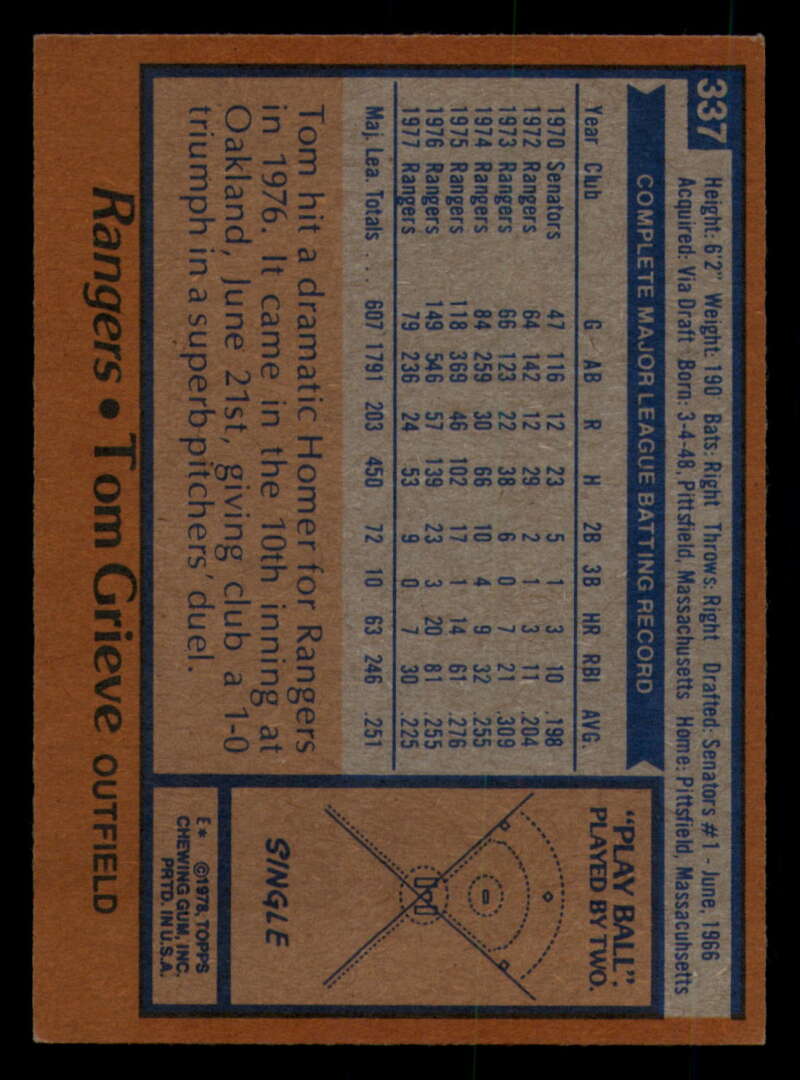 337
Height: 6'2" Weight: 190 Bats: Right Throws: Right Drafted: Senators #1 - June, 1966
Acquired: Via Draft Born: 3-4-48, Pittsfield, Massachusetts Home: Pittsfield, Massacuhsetts
COMPLETE MAJOR LEAGUE BATTING RECORD
Year Club G AB R H 2B 3B HR RBI AVG.
1970 Senators 47 116 12 23 5 1 3 10 .198
1972 Rangers 64 142 12 29 2 1 3 11 .204
1973 Rangers 66 123 22 38 6 0 7 21 .309
1974 Rangers 84 259 30 66 10 4 9 32 .255
1975 Rangers 118 369 46 102 17 1 14 61 .276
1976 Rangers 149 546 57 139 23 3 20 81 .255
1977 Rangers 79 236 24 53 9 0 7 30 .225
Maj. Lea. Totals .... 607 1791 203 450 72 10 63 246 .251
Tom hit a dramatic Homer for Rangers
in 1976. It came in the 10th inning at
Oakland, June 21st, giving club a 1-0
triumph in a superb pitchers' duel.
"PLAY BALL":
PLAYED BY TWO.
SINGLE
E* ©1978, TOPPS
CHEWING GUM, INC.
PRTD. IN U.S.A.
Rangers • Tom Grieve OUTFIELD